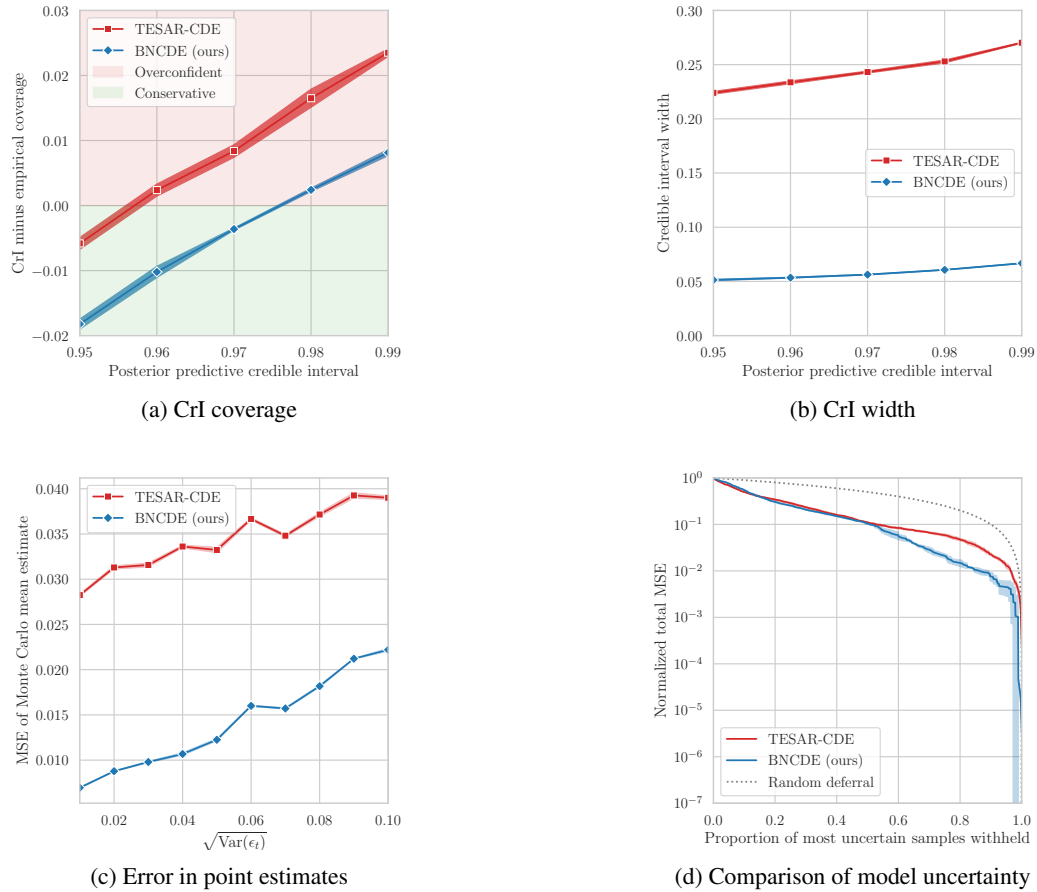 TESAR-CDE
BNCDE (ours)
Overconfident
Conservative
0.03
0.02
0.01
0.00
−0.01
−0.02
CrI minus empirical coverage
0.95 0.96 0.97 0.98 0.99
Posterior predictive credible interval
(a) CrI coverage
0.30
0.25
0.20
0.15
0.10
0.05
0.00
Credible interval width
TESAR-CDE
BNCDE (ours)
0.95 0.96 0.97 0.98 0.99
Posterior predictive credible interval
(b) CrI width
TESAR-CDE
BNCDE (ours)
0.040
0.035
0.030
0.025
0.020
0.015
0.010
MSE of Monte Carlo mean estimate
0.02 0.04 0.06 0.08 0.10
√Var(ϵₜ)
(c) Error in point estimates
10⁰
10⁻¹
10⁻²
10⁻³
10⁻⁴
10⁻⁵
10⁻⁶
10⁻⁷
Normalized total MSE
TESAR-CDE
BNCDE (ours)
Random deferral
0.0 0.2 0.4 0.6 0.8 1.0
Proportion of most uncertain samples withheld
(d) Comparison of model uncertainty